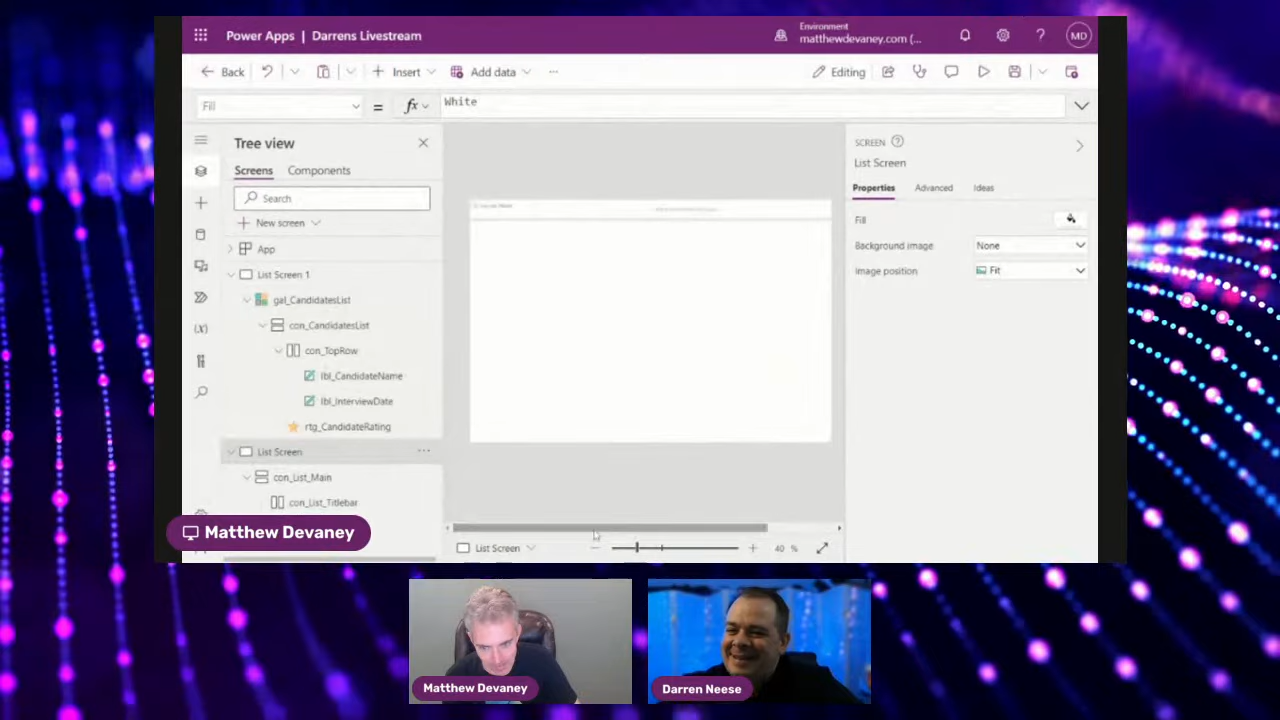 Power Apps | Darrens Livestream
Environment
matthewdevaney.com (...
MD
Back
Insert
Add data
...
Editing
Fill
=
fx
White
Tree view
Screens
Components
Search
New screen
App
List Screen 1
gal_CandidatesList
con_CandidatesList
con_TopRow
lbl_CandidateName
lbl_InterviewDate
rtg_CandidateRating
List Screen
...
con_List_Main
con_List_Titlebar
SCREEN
List Screen
Properties
Advanced
Ideas
Fill
Background image
None
Image position
Fit
List Screen
40 %
Matthew Devaney
Matthew Devaney
Darren Neese